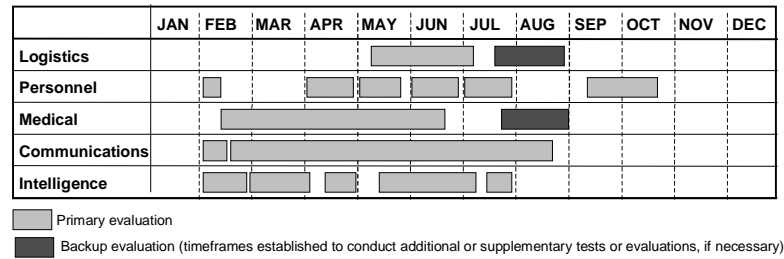 JAN FEB MAR APR MAY JUN JUL AUG SEP OCT NOV DEC
Logistics
Personnel
Medical
Communications
Intelligence
Primary evaluation
Backup evaluation (timeframes established to conduct additional or supplementary tests or evaluations, if necessary)